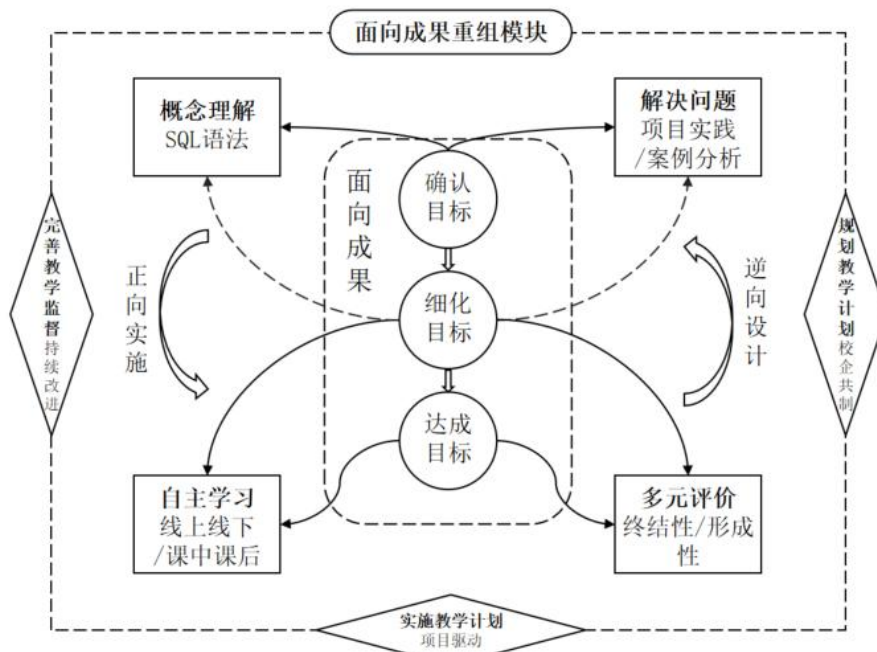 面向成果重组模块
概念理解
SQL语法
解决问题
项目实践
/案例分析
面向成果
确认
目标
完善教学监督持续改进
正向实施
细化
目标
逆向设计
规划教学计划校企共制
达成
目标
自主学习
线上线下
/课中课后
多元评价
终结性/形成
性
实施教学计划
项目驱动